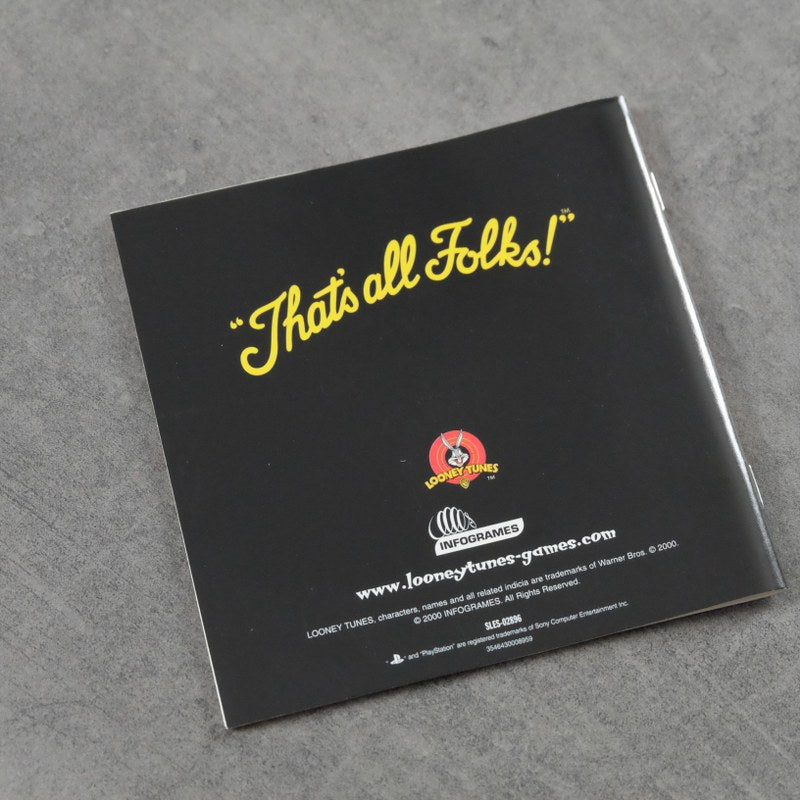 “That's all Folks!”™
LOONEY TUNES ™
INFOGRAMES
www.looneytunes-games.com
LOONEY TUNES, characters, names and all related indicia are trademarks of Warner Bros. © 2000.
© 2000 INFOGRAMES. All Rights Reserved.
SLES-02896
" " and "PlayStation" are registered trademarks of Sony Computer Entertainment Inc.
3546430008959